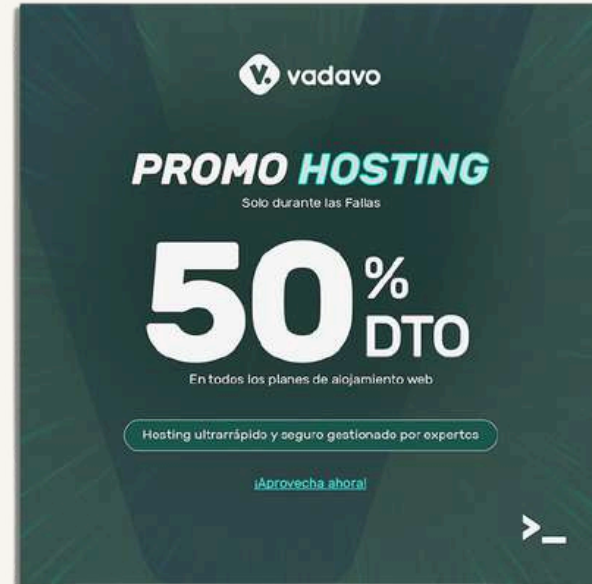 V. vadavo
PROMO HOSTING
Solo durante las Fallas
50% DTO
En todos los planes de alojamiento web
Hosting ultrarrápido y seguro gestionado por expertos
¡Aprovecha ahora!
>_